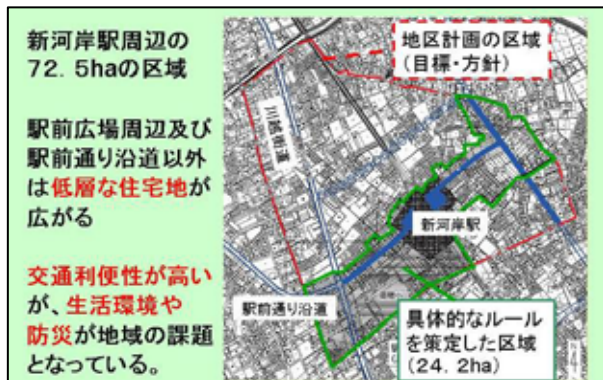 新河岸駅周辺の
72.5haの区域
駅前広場周辺及び
駅前通り沿道以外
は低層な住宅地が
広がる
交通利便性が高い
が、生活環境や
防災が地域の課題
となっている。
地区計画の区域
(目標・方針)
川越街道
新河岸駅
駅前通り沿道
具体的なルール
を策定した区域
(24.2ha)